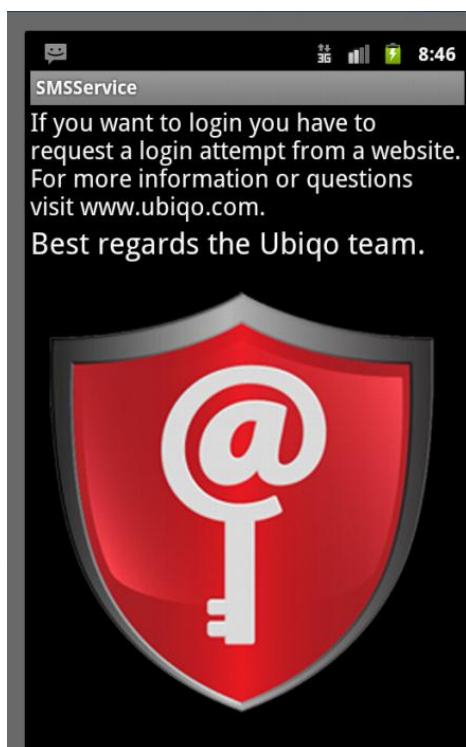 3G 8:46
SMSService
If you want to login you have to
request a login attempt from a website.
For more information or questions
visit www.ubiqo.com.
Best regards the Ubiqo team.
@